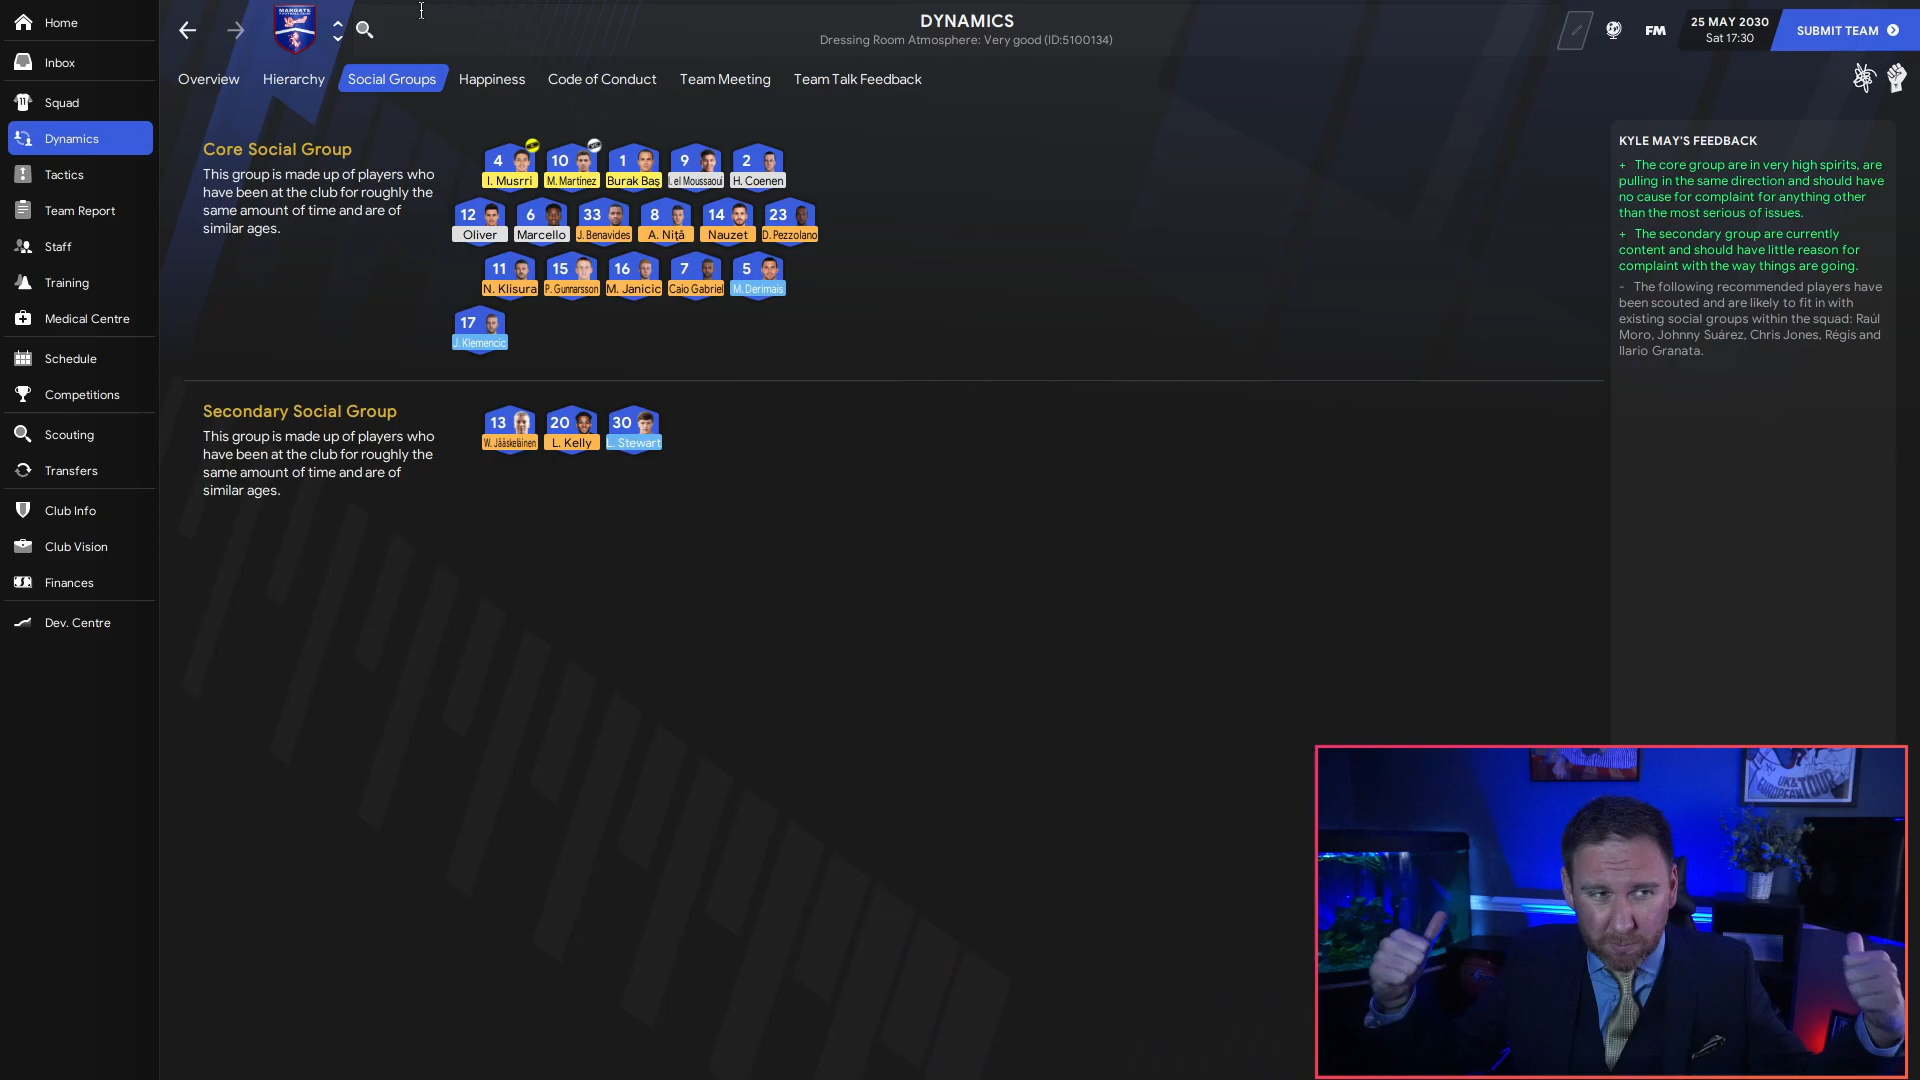 Home
Inbox
Squad
Dynamics
Tactics
Team Report
Staff
Training
Medical Centre
Schedule
Competitions
Scouting
Transfers
Club Info
Club Vision
Finances
Dev. Centre
MARGATE
DYNAMICS
Dressing Room Atmosphere: Very good (ID:5100134)
FM
25 MAY 2030
Sat 17:30
SUBMIT TEAM
Overview
Hierarchy
Social Groups
Happiness
Code of Conduct
Team Meeting
Team Talk Feedback
Core Social Group
This group is made up of players who
have been at the club for roughly the
same amount of time and are of
similar ages.
4 10 1 9 2
I. Musrri M. Martínez Burak Baş I. el Moussaoui H. Coenen
12 6 33 8 14 23
Oliver Marcello J. Benavides A. Niță Nauzet D. Pezzolano
11 15 16 7 5
N. Klisura P. Gunnarsson M. Janicic Caio Gabriel M. Derimais
17
J. Klemencic
Secondary Social Group
This group is made up of players who
have been at the club for roughly the
same amount of time and are of
similar ages.
13 20 30
W. Jääskeläinen L. Kelly L. Stewart
KYLE MAY'S FEEDBACK
+ The core group are in very high spirits, are
pulling in the same direction and should have
no cause for complaint for anything other
than the most serious of issues.
+ The secondary group are currently
content and should have little reason for
complaint with the way things are going.
- The following recommended players have
been scouted and are likely to fit in with
existing social groups within the squad: Raúl
Moro, Johnny Suárez, Chris Jones, Régis and
Ilario Granata.
UK &
EUROPEAN TOUR